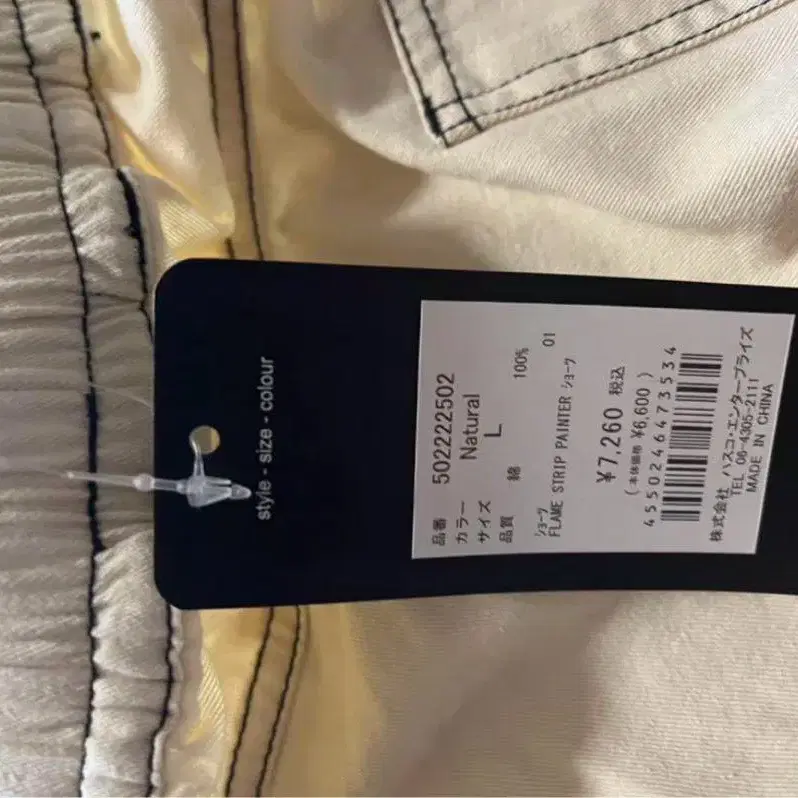 style - size - colour
品番 502222502
カラー Natural
サイズ L
品質 綿 100%
ｼｮｰﾂ 01
FLAME STRIP PAINTER ｼｮｰﾂ
¥7,260 税込
(本体価格 ¥6,600)
4550246473534
株式会社 ハスコ・エンタープライズ
TEL 06-4305-2111
MADE IN CHINA